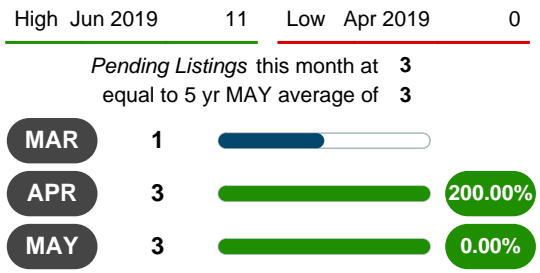 High Jun 2019 11 Low Apr 2019 0
Pending Listings this month at 3
equal to 5 yr MAY average of 3
MAR 1
APR 3 200.00%
MAY 3 0.00%